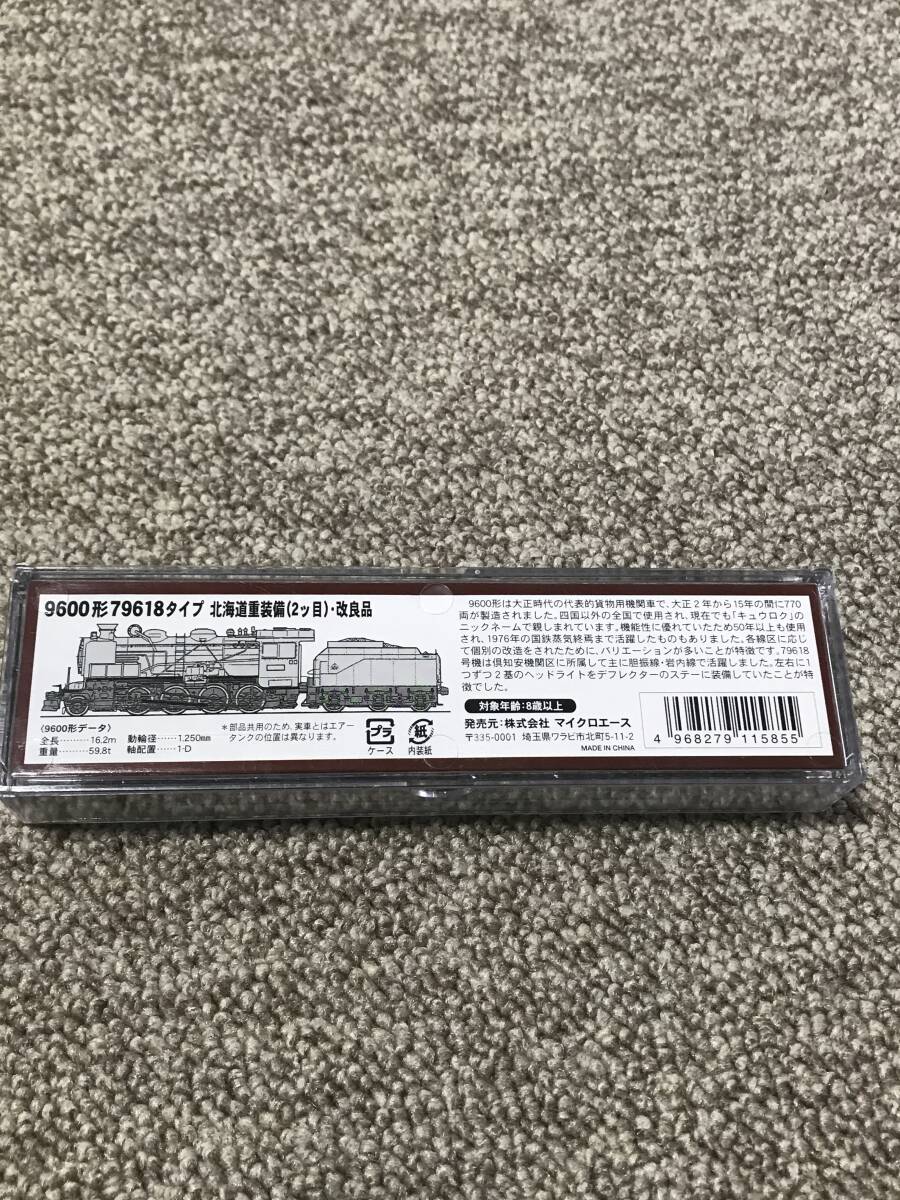 9600形79618タイプ 北海道重装備(2ッ目)・改良品
〈9600形データ〉
全長………16.2m
重量………59.8t
動輪径……1,250mm
軸配置……1-D
*部品共用のため、実車とはエアー
タンクの位置は異なります。
プラ
ケース
紙
内装紙
9600形は大正時代の代表的貨物用機関車で、大正2年から15年の間に770
両が製造されました。四国以外の全国で使用され、現在でも「キュウロク」の
ニックネームで親しまれています。機能性に優れていたため50年以上も使用
され、1976年の国鉄蒸気終焉まで活躍したものもありました。各線区に応じ
て個別の改造をされたために、バリエーションが多いことが特徴です。79618
号機は倶知安機関区に所属して主に胆振線・岩内線で活躍しました。左右に1
つずつ2基のヘッドライトをデフレクターのステーに装備していたことが特
徴でした。
対象年齢:8歳以上
発売元:株式会社 マイクロエース
〒335-0001 埼玉県ワラビ市北町5-11-2
MADE IN CHINA
4 968279 115855